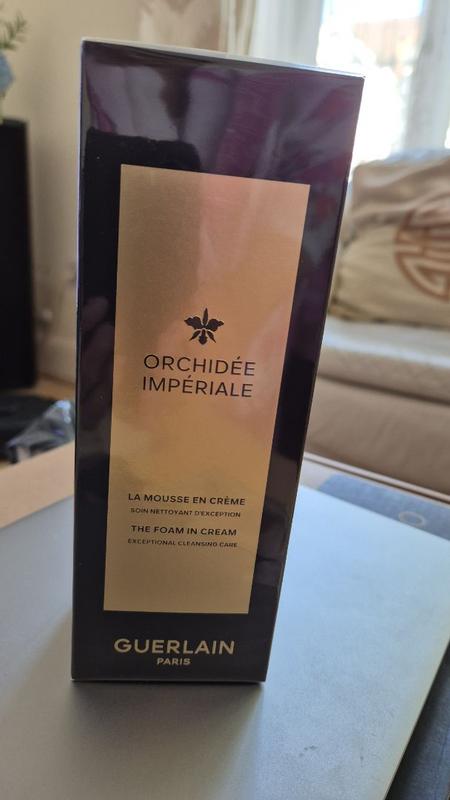 ORCHIDÉE
IMPÉRIALE
LA MOUSSE EN CRÈME
SOIN NETTOYANT D'EXCEPTION
THE FOAM IN CREAM
EXCEPTIONAL CLEANSING CARE
GUERLAIN
PARIS